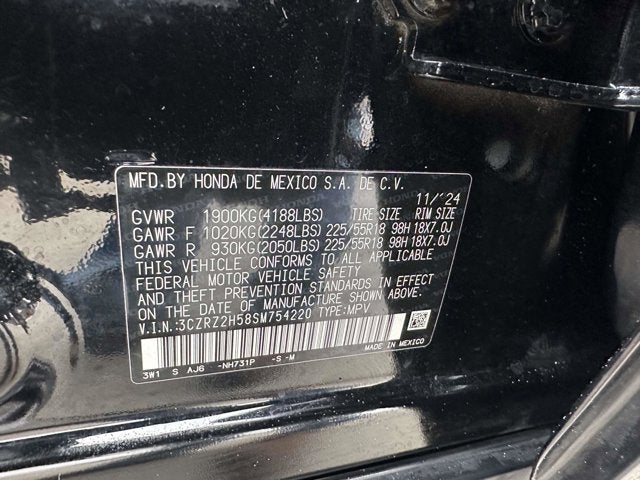 MFD.BY HONDA DE MEXICO S.A. DE C.V. 11/'24
GVWR 1900KG(4188LBS) TIRE SIZE RIM SIZE
GAWR F 1020KG(2248LBS) 225/55R18 98H 18X7.0J
GAWR R 930KG(2050LBS) 225/55R18 98H 18X7.0J
THIS VEHICLE CONFORMS TO ALL APPLICABLE
FEDERAL MOTOR VEHICLE SAFETY
AND THEFT PREVENTION STANDARDS IN EFFECT
ON THE DATE OF MANUFACTURE SHOWN ABOVE.
V.I.N.:3CZRZ2H58SM754220 TYPE:MPV
MADE IN MEXICO
3W1 S AJ6 -NH731P -S-M